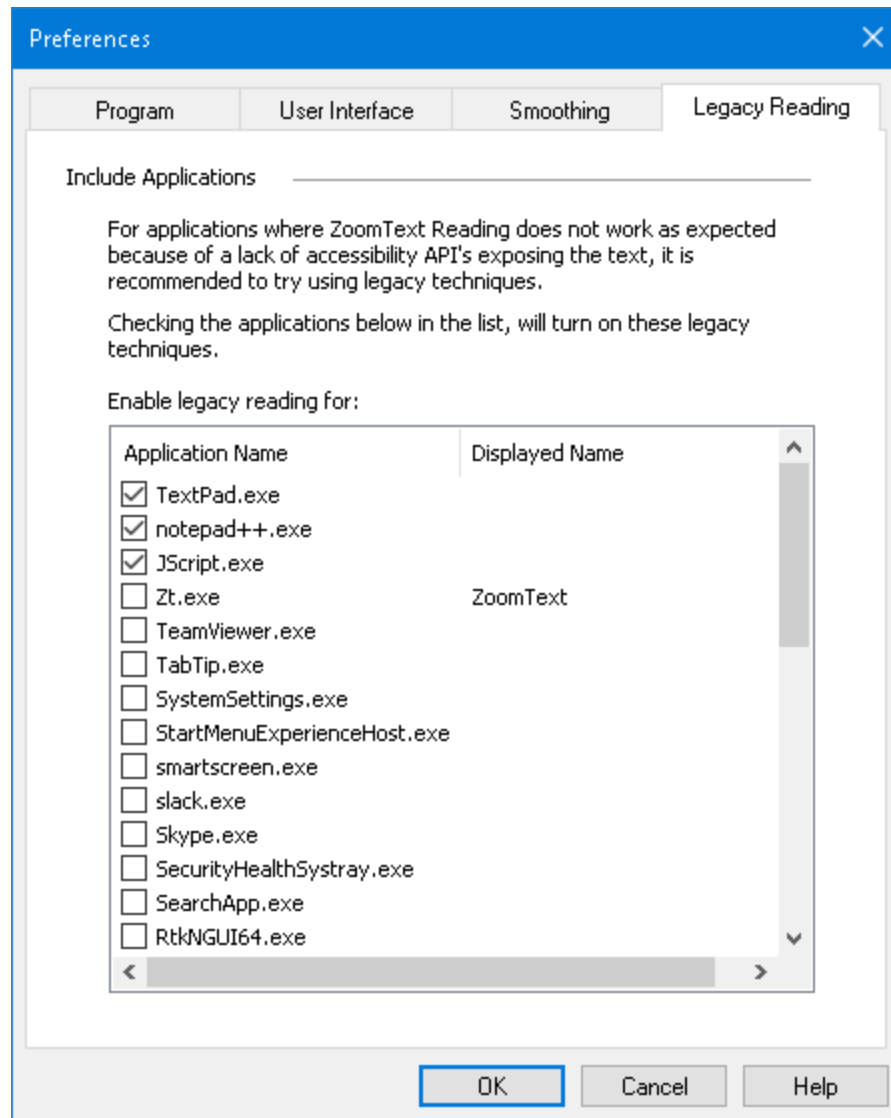 Preferences
Program User Interface Smoothing Legacy Reading
Include Applications
For applications where ZoomText Reading does not work as expected
because of a lack of accessibility API's exposing the text, it is
recommended to try using legacy techniques.
Checking the applications below in the list, will turn on these legacy
techniques.
Enable legacy reading for:
Application Name Displayed Name
TextPad.exe
notepad++.exe
JScript.exe
Zt.exe ZoomText
TeamViewer.exe
TabTip.exe
SystemSettings.exe
StartMenuExperienceHost.exe
smartscreen.exe
slack.exe
Skype.exe
SecurityHealthSystray.exe
SearchApp.exe
RtkNGUI64.exe
OK Cancel Help